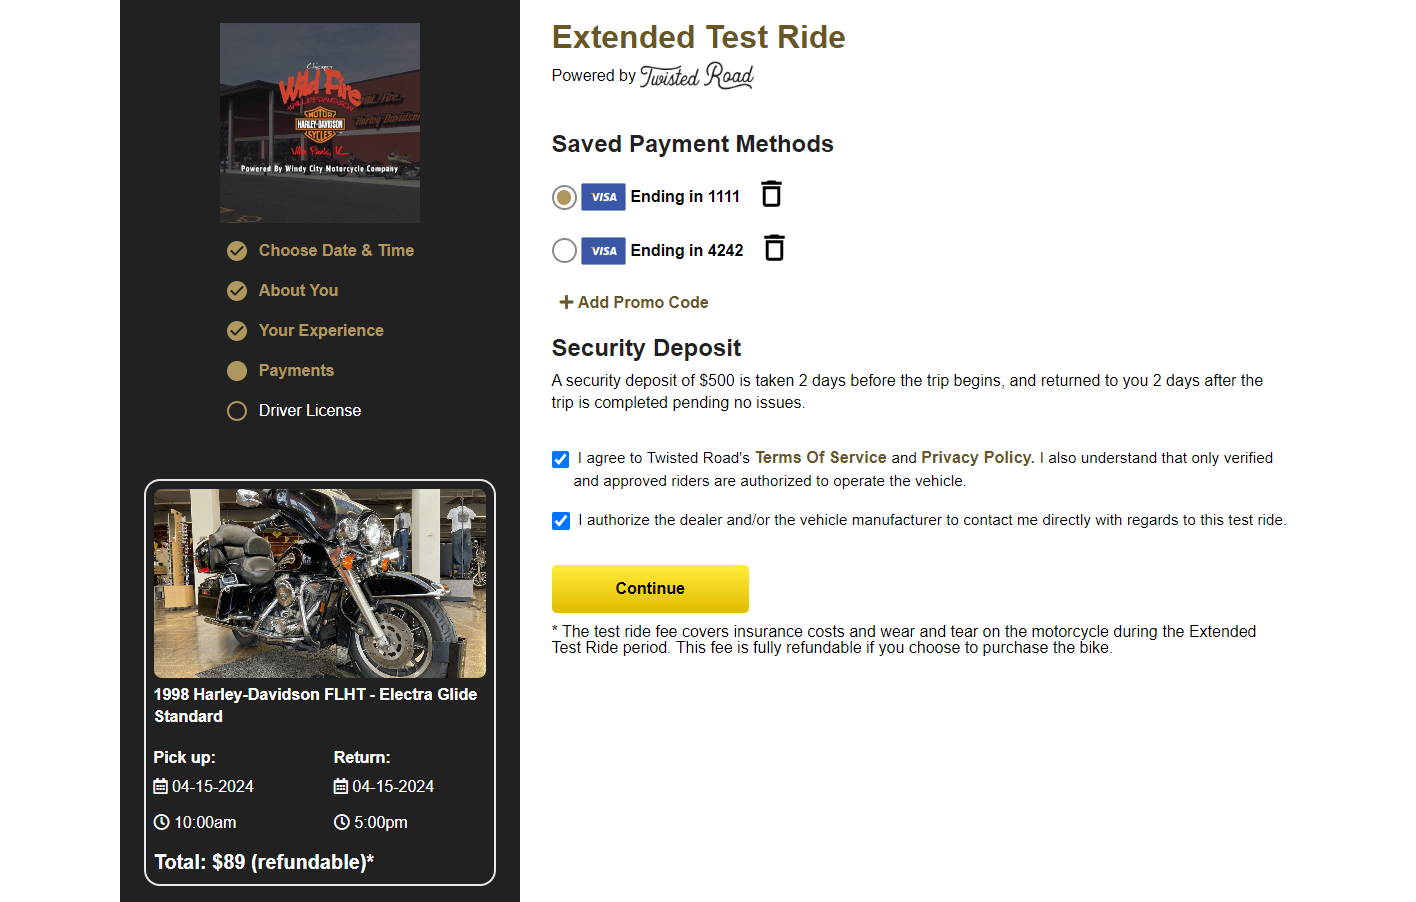 Chicago
Wild Fire
HARLEY-DAVIDSON
MOTOR
HARLEY-DAVIDSON
CYCLES
Villa Park, IL
Powered By Windy City Motorcycle Company
Wild Fire
Harley-Davidson
Choose Date & Time
About You
Your Experience
Payments
Driver License
1998 Harley-Davidson FLHT - Electra Glide
Standard
Pick up:
Return:
04-15-2024
04-15-2024
10:00am
5:00pm
Total: $89 (refundable)*
Extended Test Ride
Powered by Twisted Road
Saved Payment Methods
VISA Ending in 1111
VISA Ending in 4242
+ Add Promo Code
Security Deposit
A security deposit of $500 is taken 2 days before the trip begins, and returned to you 2 days after the
trip is completed pending no issues.
I agree to Twisted Road's Terms Of Service and Privacy Policy. I also understand that only verified
and approved riders are authorized to operate the vehicle.
I authorize the dealer and/or the vehicle manufacturer to contact me directly with regards to this test ride.
Continue
* The test ride fee covers insurance costs and wear and tear on the motorcycle during the Extended
Test Ride period. This fee is fully refundable if you choose to purchase the bike.